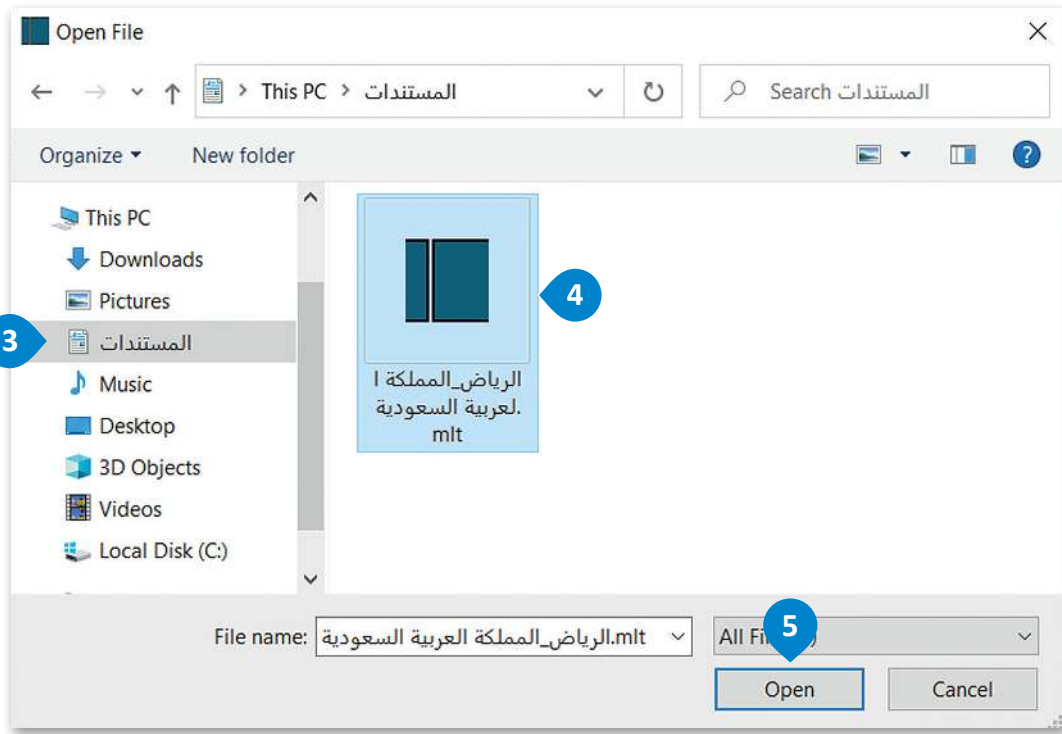 Open File
This PC > المستندات
Search المستندات
Organize
New folder
?
This PC
Downloads
Pictures
3
المستندات
Music
Desktop
3D Objects
Videos
Local Disk (C:)
4
الرياض_المملكة ا
لعربية السعودية.
mlt
File name:
الرياض_المملكة العربية السعودية.mlt
All Fi
5
Open
Cancel